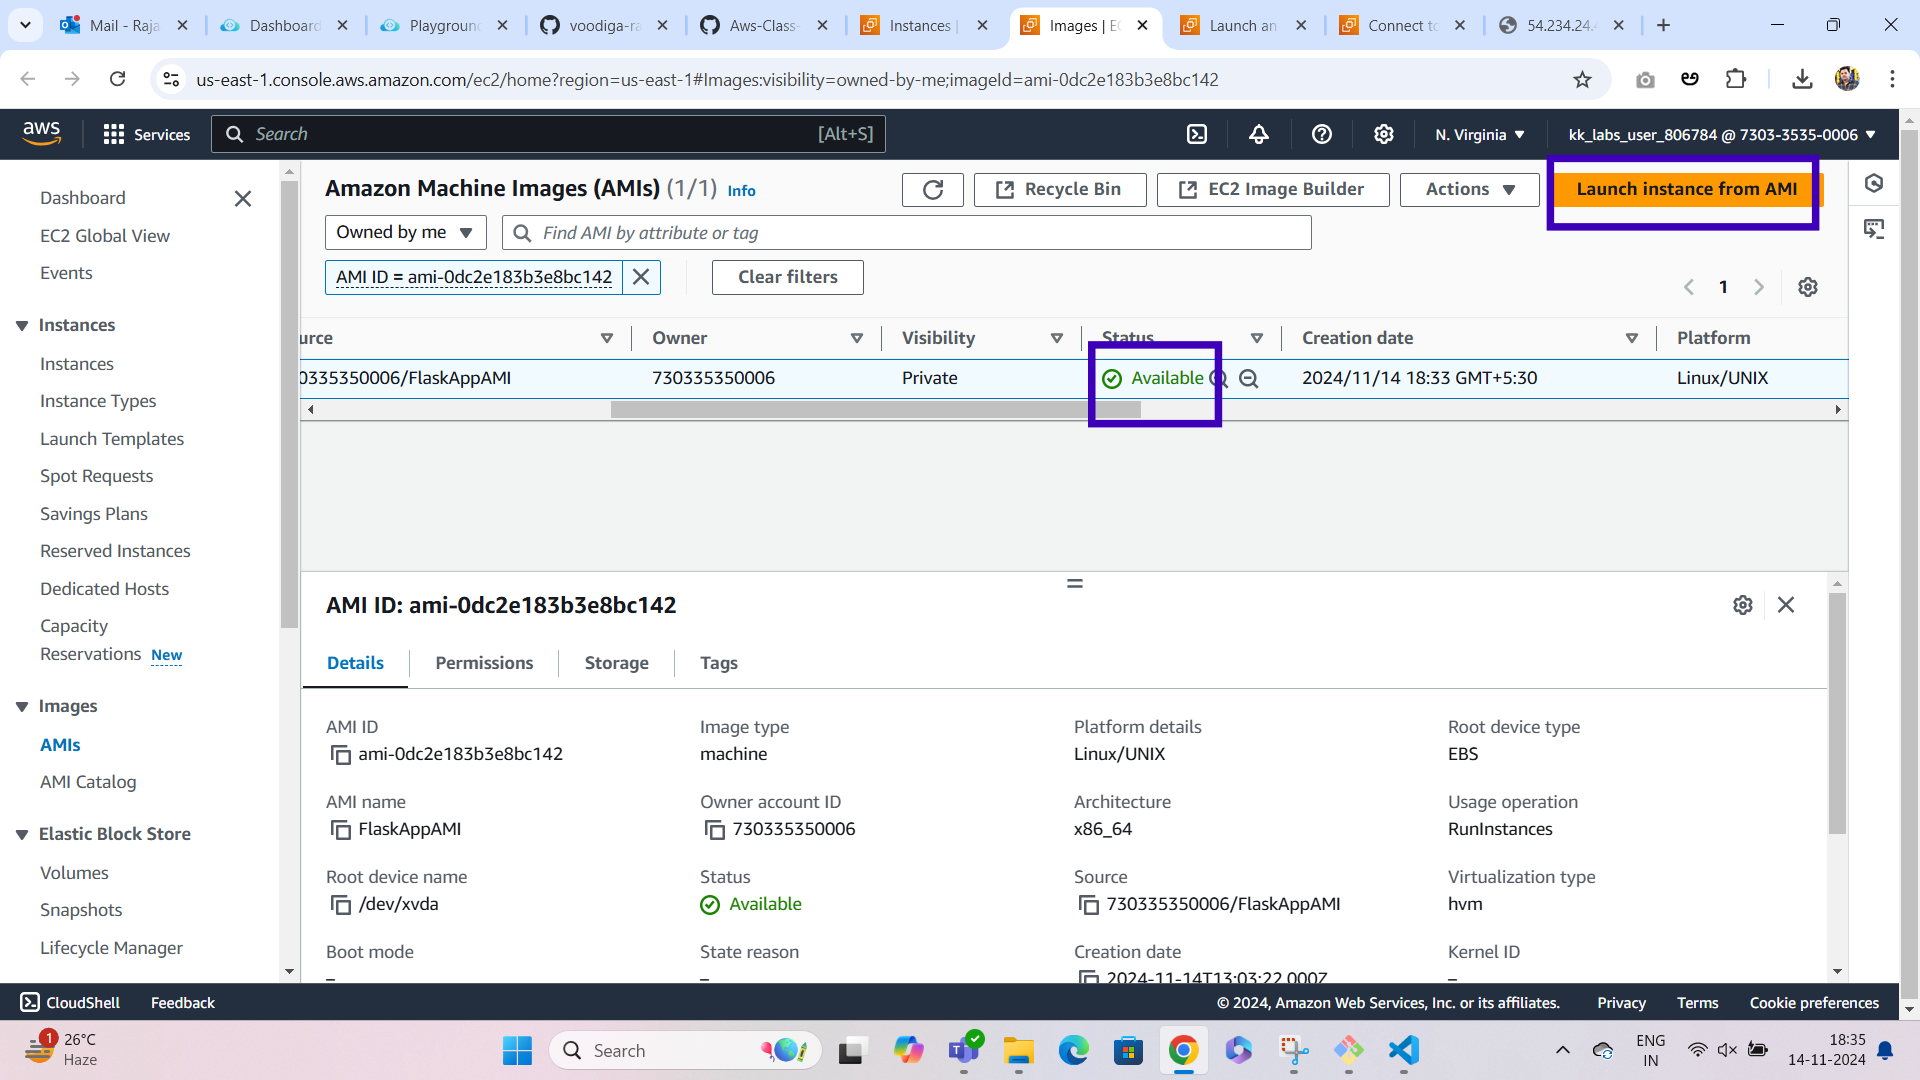 Mail - Raja
Dashboard
Playground
voodiga-ra
Aws-Class-
Instances |
Images | EC
Launch an
Connect to
54.234.24.
us-east-1.console.aws.amazon.com/ec2/home?region=us-east-1#Images:visibility=owned-by-me;imageId=ami-0dc2e183b3e8bc142
aws
Services
Search
[Alt+S]
N. Virginia
kk_labs_user_806784 @ 7303-3535-0006
Dashboard
EC2 Global View
Events
Instances
Instances
Instance Types
Launch Templates
Spot Requests
Savings Plans
Reserved Instances
Dedicated Hosts
Capacity
Reservations New
Images
AMIs
AMI Catalog
Elastic Block Store
Volumes
Snapshots
Lifecycle Manager
Amazon Machine Images (AMIs) (1/1) Info
Recycle Bin
EC2 Image Builder
Actions
Launch instance from AMI
Owned by me
Find AMI by attribute or tag
AMI ID = ami-0dc2e183b3e8bc142
Clear filters
1
urce
Owner
Visibility
Status
Creation date
Platform
0335350006/FlaskAppAMI
730335350006
Private
Available
2024/11/14 18:33 GMT+5:30
Linux/UNIX
AMI ID: ami-0dc2e183b3e8bc142
Details
Permissions
Storage
Tags
AMI ID
ami-0dc2e183b3e8bc142
Image type
machine
Platform details
Linux/UNIX
Root device type
EBS
AMI name
FlaskAppAMI
Owner account ID
730335350006
Architecture
x86_64
Usage operation
RunInstances
Root device name
/dev/xvda
Status
Available
Source
730335350006/FlaskAppAMI
Virtualization type
hvm
Boot mode
–
State reason
–
Creation date
2024-11-14T13:03:22.000Z
Kernel ID
–
CloudShell
Feedback
© 2024, Amazon Web Services, Inc. or its affiliates.
Privacy
Terms
Cookie preferences
1
26°C
Haze
Search
ENG
IN
18:35
14-11-2024